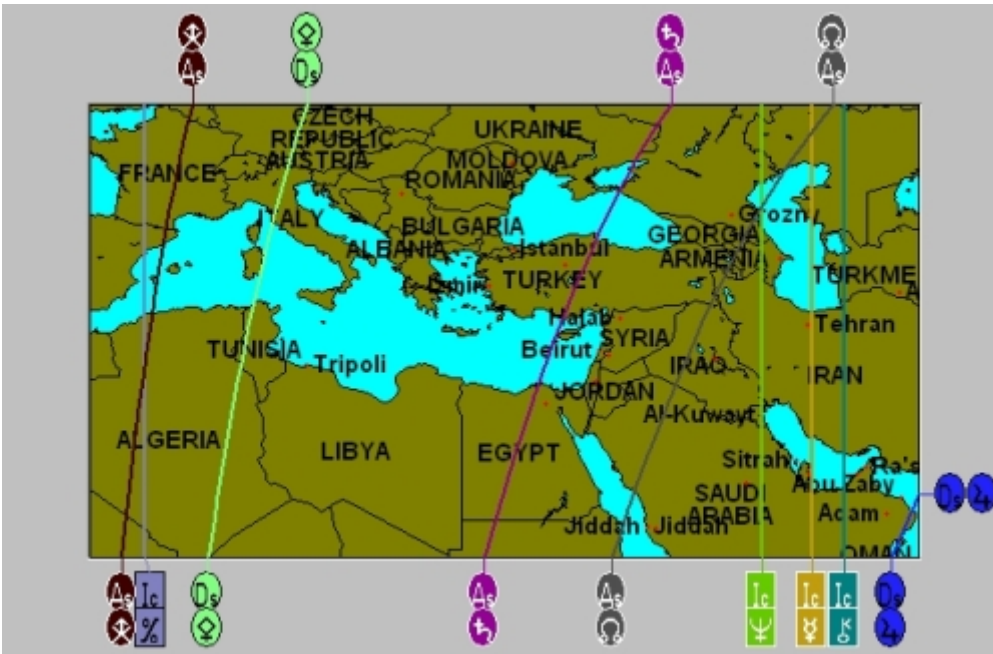 As Ds As As
CZECH
REPUBLIC
UKRAINE
AUSTRIA
MOLDOVA
FRANCE
ROMANIA
ITALY
Grozny
BULGARIA
GEORGIA
ALBANIA
Istanbul
ARMENIA
TURKEY
TURKME
Halab
Tehran
TUNISIA
Tripoli
Beirut
SYRIA
IRAQ
IRAN
JORDAN
Al-Kuwayt
ALGERIA
LIBYA
EGYPT
Sitrah
Ra's
Abu Zaby
SAUDI
ARABIA
Ds
Jiddah
Jiddah
Adam
OMAN
As Ic Ds As As Ic Ic Ic Ds
%